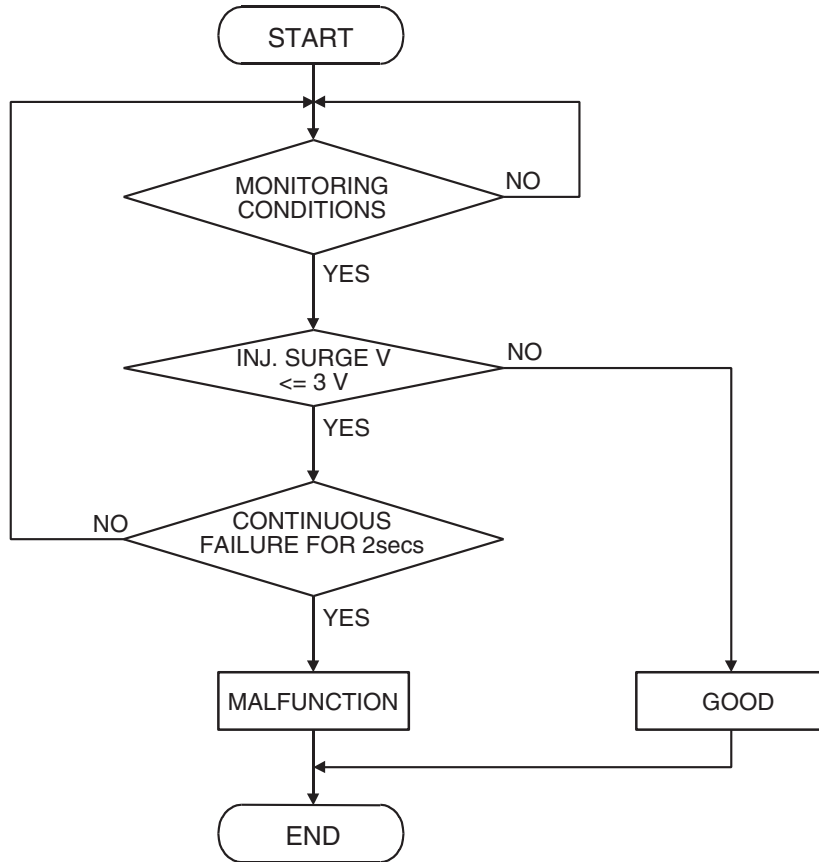 START
MONITORING
CONDITIONS
NO
YES
INJ. SURGE V
<= 3 V
NO
YES
NO
CONTINUOUS
FAILURE FOR 2secs
YES
MALFUNCTION
GOOD
END